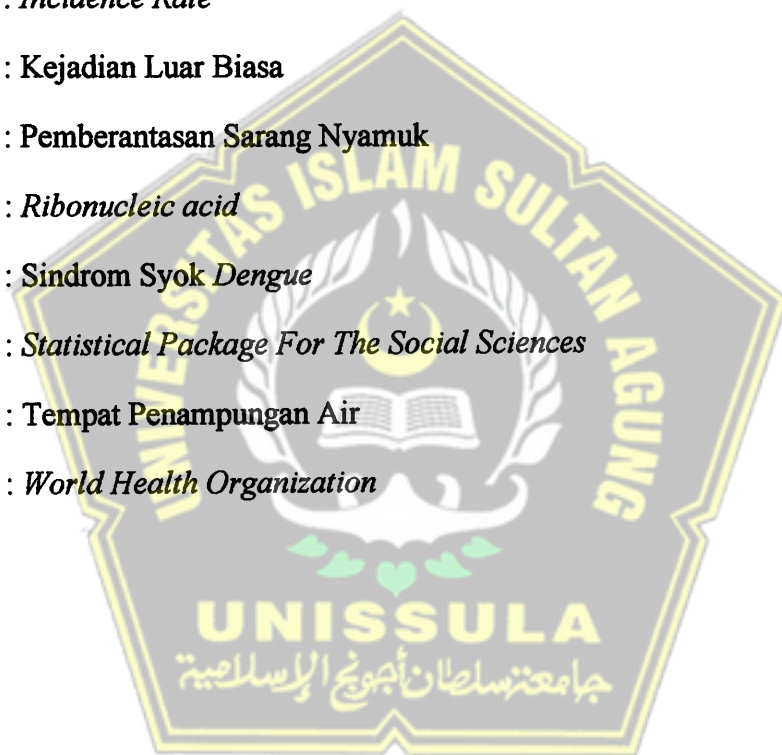 : Incidence Rate
: Kejadian Luar Biasa
: Pemberantasan Sarang Nyamuk
: Ribonucleic acid
: Sindrom Syok Dengue
: Statistical Package For The Social Sciences
: Tempat Penampungan Air
: World Health Organization
UNIVERSITAS ISLAM SULTAN AGUNG
UNISSULA
جامعة سلطان أجونج الإسلامية